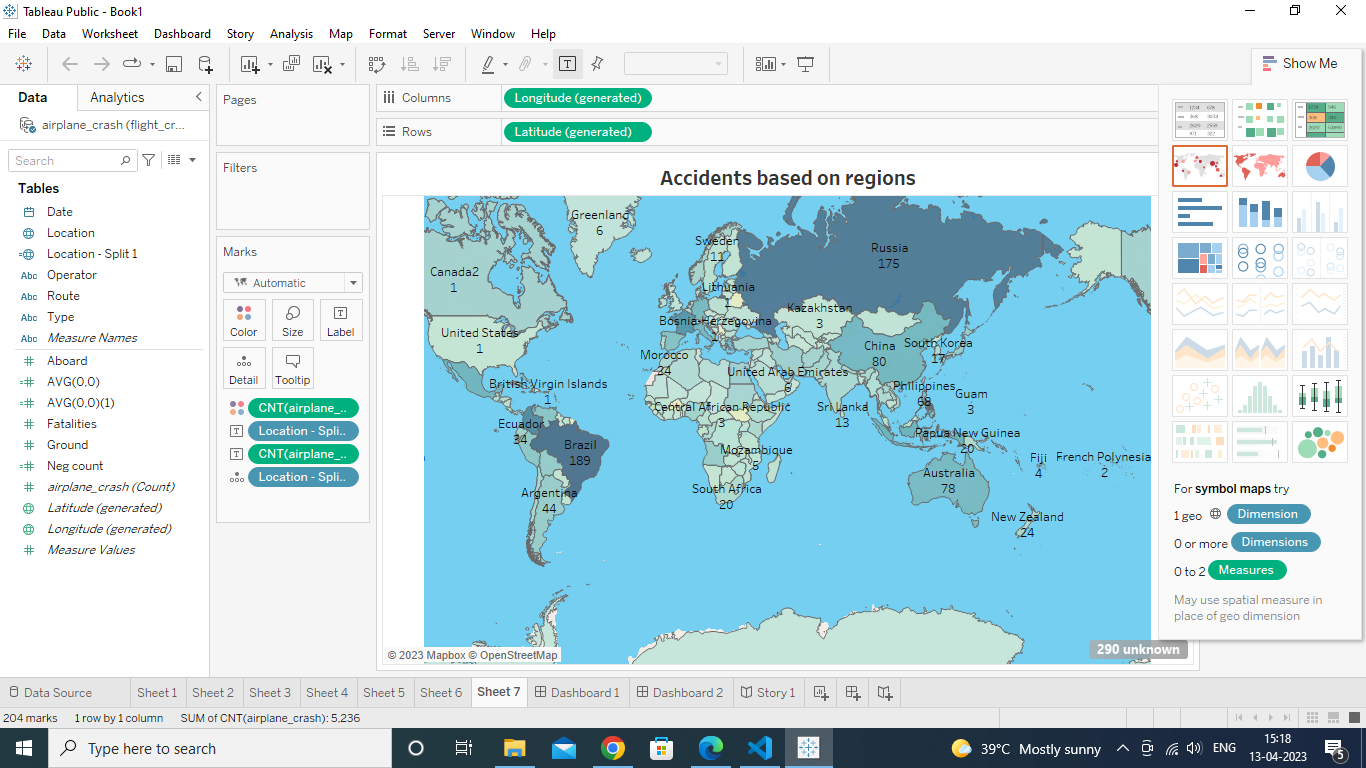 Tableau Public - Book1
File Data Worksheet Dashboard Story Analysis Map Format Server Window Help
Show Me
Data Analytics
airplane_crash (flight_cr...
Search
Tables
Date
Location
Location - Split 1
Abc Operator
Abc Route
Abc Type
Abc Measure Names
Aboard
AVG(0,0)
AVG(0,0)(1)
Fatalities
Ground
Neg count
airplane_crash (Count)
Latitude (generated)
Longitude (generated)
Measure Values
Pages
Filters
Marks
Automatic
Color Size Label
Detail Tooltip
CNT(airplane_..
Location - Spli..
CNT(airplane_..
Location - Spli..
Columns Longitude (generated)
Rows Latitude (generated)
Accidents based on regions
Greenland
6
Sweden
11
Russia
175
Canada2
1
Lithuania
1
Kazakhstan
3
Bosnia-Herzegovina
1
United States
1
China
80
South Korea
17
Morocco
24
United Arab Emirates
6
British Virgin Islands
1
Philippines
68
Guam
3
Central African Republic
3
Sri Lanka
13
Ecuador
34
Brazil
189
Papua New Guinea
20
Mozambique
5
Fiji
4
French Polynesia
2
Australia
78
Argentina
44
South Africa
20
New Zealand
24
© 2023 Mapbox © OpenStreetMap
290 unknown
For symbol maps try
1 geo Dimension
0 or more Dimensions
0 to 2 Measures
May use spatial measure in
place of geo dimension
Data Source Sheet 1 Sheet 2 Sheet 3 Sheet 4 Sheet 5 Sheet 6 Sheet 7 Dashboard 1 Dashboard 2 Story 1
204 marks 1 row by 1 column SUM of CNT(airplane_crash): 5,236
Type here to search
39°C Mostly sunny
ENG
15:18
13-04-2023
5